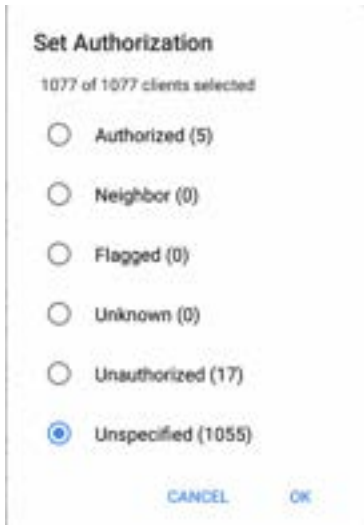 Set Authorization
1077 of 1077 clients selected
Authorized (5)
Neighbor (0)
Flagged (0)
Unknown (0)
Unauthorized (17)
Unspecified (1055)
CANCEL OK